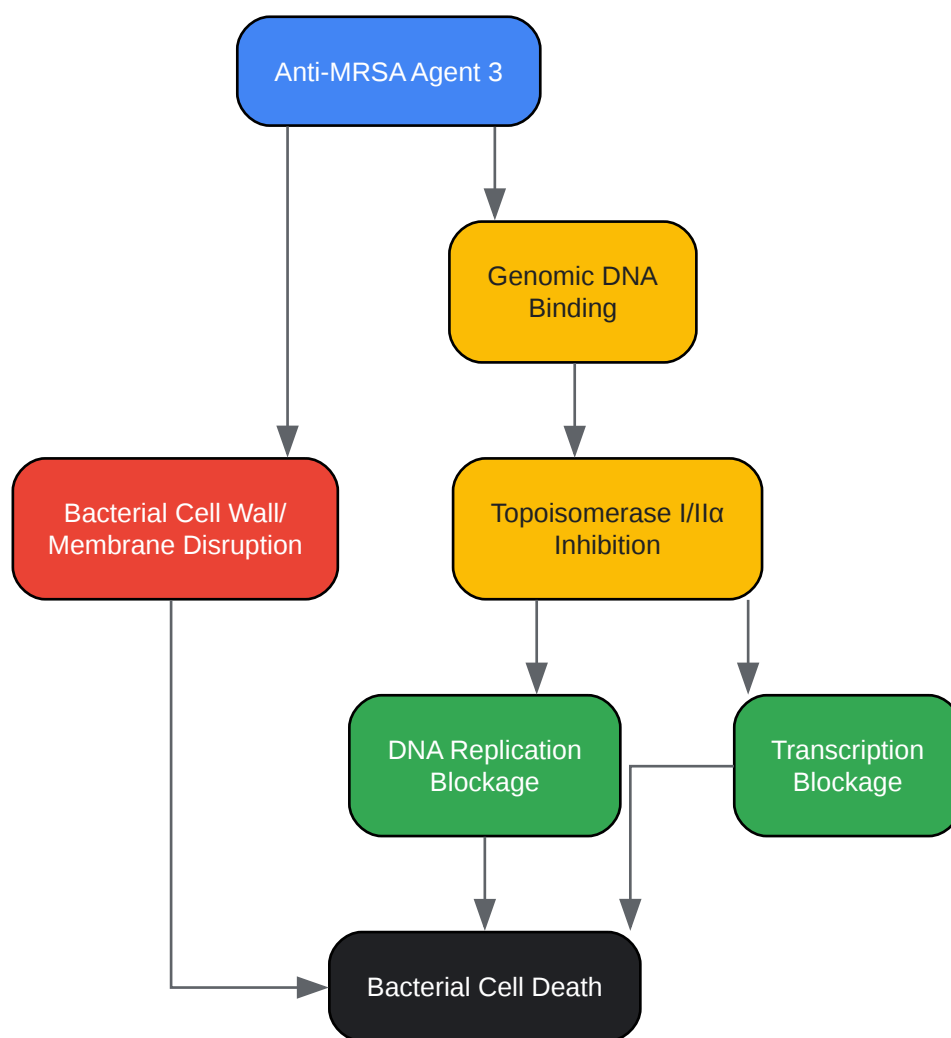 Anti-MRSA Agent 3
Genomic DNA
Binding
Bacterial Cell Wall/
Membrane Disruption
Topoisomerase I/IIα
Inhibition
DNA Replication
Blockage
Transcription
Blockage
Bacterial Cell Death